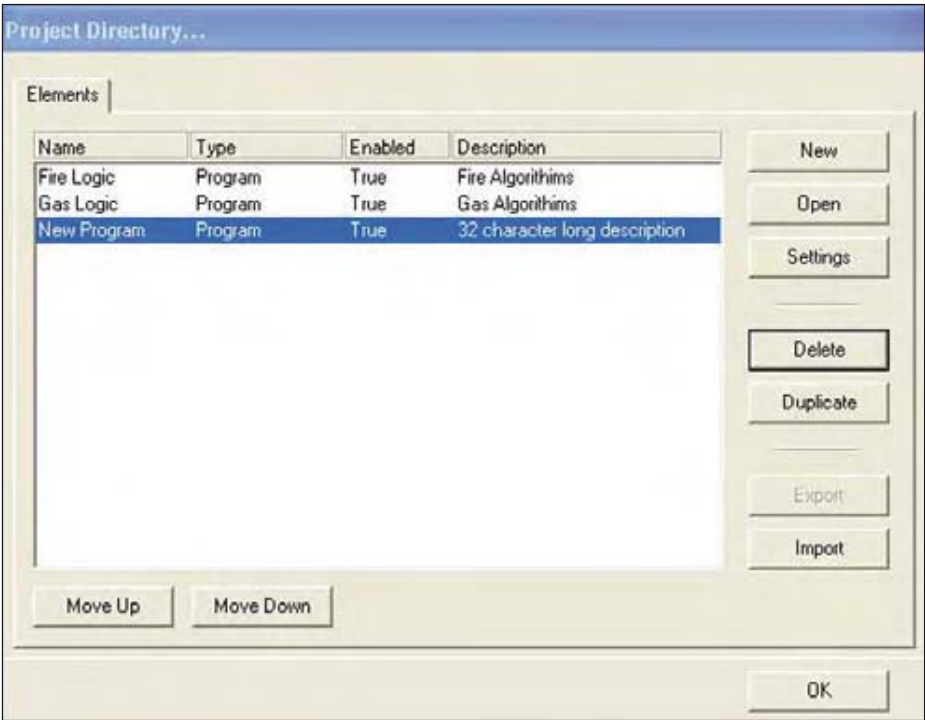 Project Directory...
Elements
Name Type Enabled Description
Fire Logic Program True Fire Algorithims
Gas Logic Program True Gas Algorithims
New Program Program True 32 character long description
New
Open
Settings
Delete
Duplicate
Export
Import
Move Up Move Down
OK